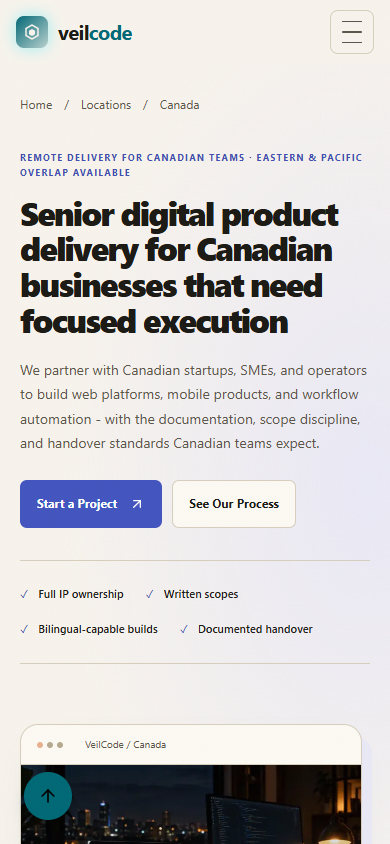 veilcode
Home / Locations / Canada
REMOTE DELIVERY FOR CANADIAN TEAMS · EASTERN & PACIFIC
OVERLAP AVAILABLE
Senior digital product
delivery for Canadian
businesses that need
focused execution
We partner with Canadian startups, SMEs, and operators
to build web platforms, mobile products, and workflow
automation - with the documentation, scope discipline,
and handover standards Canadian teams expect.
Start a Project See Our Process
✓ Full IP ownership ✓ Written scopes
✓ Bilingual-capable builds ✓ Documented handover
VeilCode / Canada